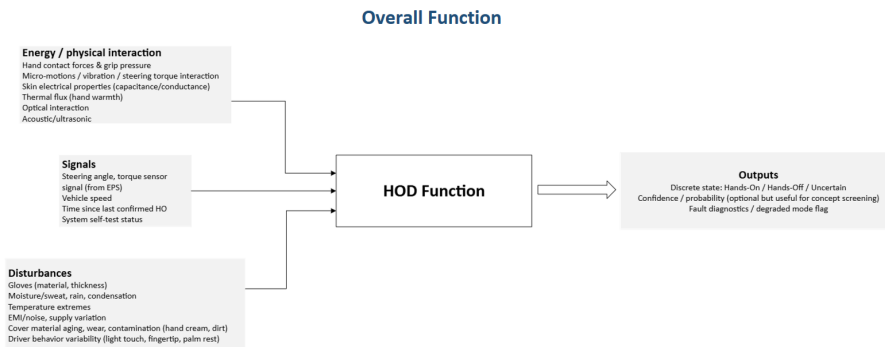 Overall Function
Energy / physical interaction
Hand contact forces & grip pressure
Micro-motions / vibration / steering torque interaction
Skin electrical properties (capacitance/conductance)
Thermal flux (hand warmth)
Optical interaction
Acoustic/ultrasonic
Signals
Steering angle, torque sensor
signal (from EPS)
Vehicle speed
Time since last confirmed HO
System self-test status
Disturbances
Gloves (material, thickness)
Moisture/sweat, rain, condensation
Temperature extremes
EMI/noise, supply variation
Cover material aging, wear, contamination (hand cream, dirt)
Driver behavior variability (light touch, fingertip, palm rest)
HOD Function
Outputs
Discrete state: Hands-On / Hands-Off / Uncertain
Confidence / probability (optional but useful for concept screening)
Fault diagnostics / degraded mode flag